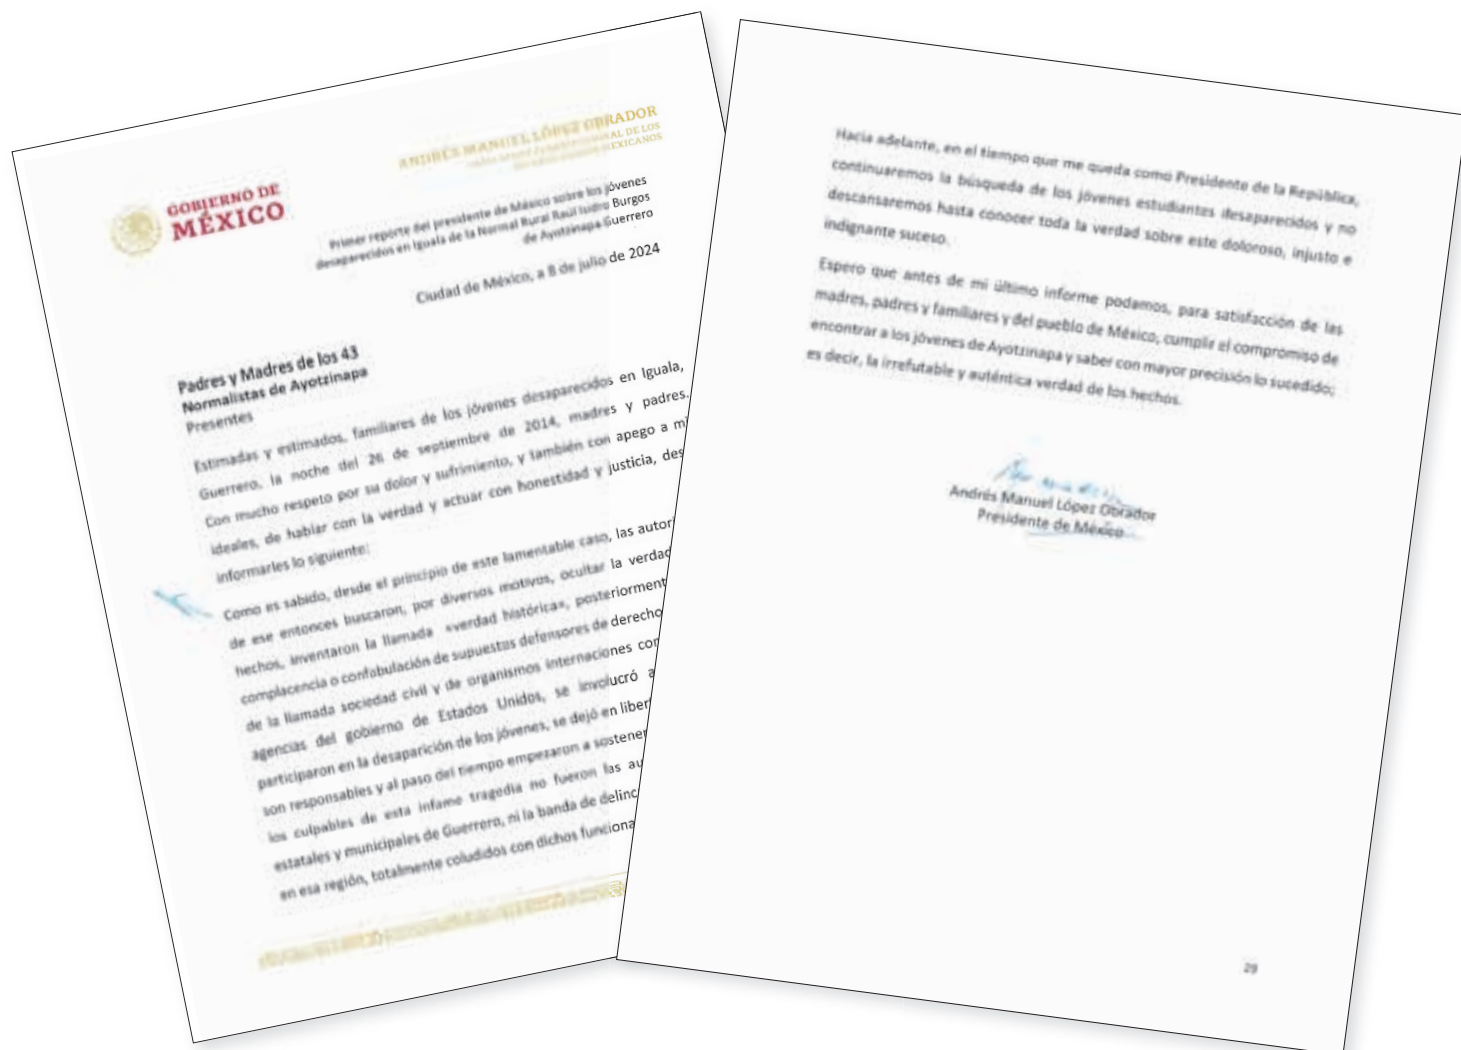 GOBIERNO DE
MÉXICO
ANDRÉS MANUEL LÓPEZ OBRADOR
MEXICANOS
Primer reporte del presidente de México sobre los jóvenes
desaparecidos en Iguala de la Normal Rural Raúl Isidro Burgos
de Ayotzinapa Guerrero
Ciudad de México, a 8 de julio de 2024
Padres y Madres de los 43
Normalistas de Ayotzinapa
Presentes
Estimadas y estimados, familiares de los jóvenes desaparecidos en Iguala,
Guerrero, la noche del 26 de septiembre de 2014, madres y padres.
Con mucho respeto por su dolor y sufrimiento, y también con apego a mi
ideales, de hablar con la verdad y actuar con honestidad y justicia, des
informarles lo siguiente:
Como es sabido, desde el principio de este lamentable caso, las autori
de ese entonces buscaron, por diversos motivos, ocultar la verdad
hechos, inventaron la llamada «verdad histórica», posteriorment
complacencia o confabulación de supuestos defensores de derecho
de la llamada sociedad civil y de organismos internaciones con
agencias del gobierno de Estados Unidos, se involucró a
participaron en la desaparición de los jóvenes, se dejó en liber
son responsables y al paso del tiempo empezaron a sostener
los culpables de esta infame tragedia no fueron las au
estatales y municipales de Guerrero, ni la banda de delinc
en esa región, totalmente coludidos con dichos funciona
Hacia adelante, en el tiempo que me queda como Presidente de la República,
continuaremos la búsqueda de los jóvenes estudiantes desaparecidos y no
descansaremos hasta conocer toda la verdad sobre este doloroso, injusto e
indignante suceso.
Espero que antes de mi último informe podamos, para satisfacción de las
madres, padres y familiares y del pueblo de México, cumplir el compromiso de
encontrar a los jóvenes de Ayotzinapa y saber con mayor precisión lo sucedido;
es decir, la irrefutable y auténtica verdad de los hechos.
Andrés Manuel López Obrador
Presidente de México
29